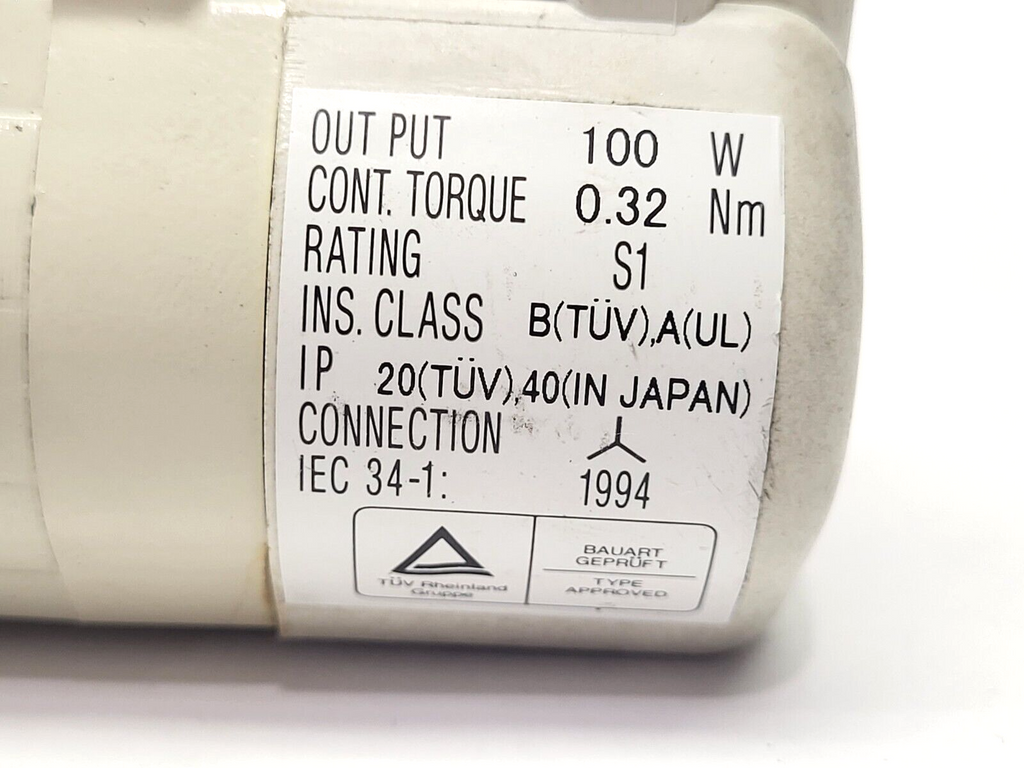 OUT PUT 100 W
CONT. TORQUE 0.32 Nm
RATING S1
INS. CLASS B(TÜV),A(UL)
IP 20(TÜV),40(IN JAPAN)
CONNECTION
IEC 34-1: 1994
TÜV Rheinland
Gruppe
BAUART
GEPRÜFT
TYPE
APPROVED